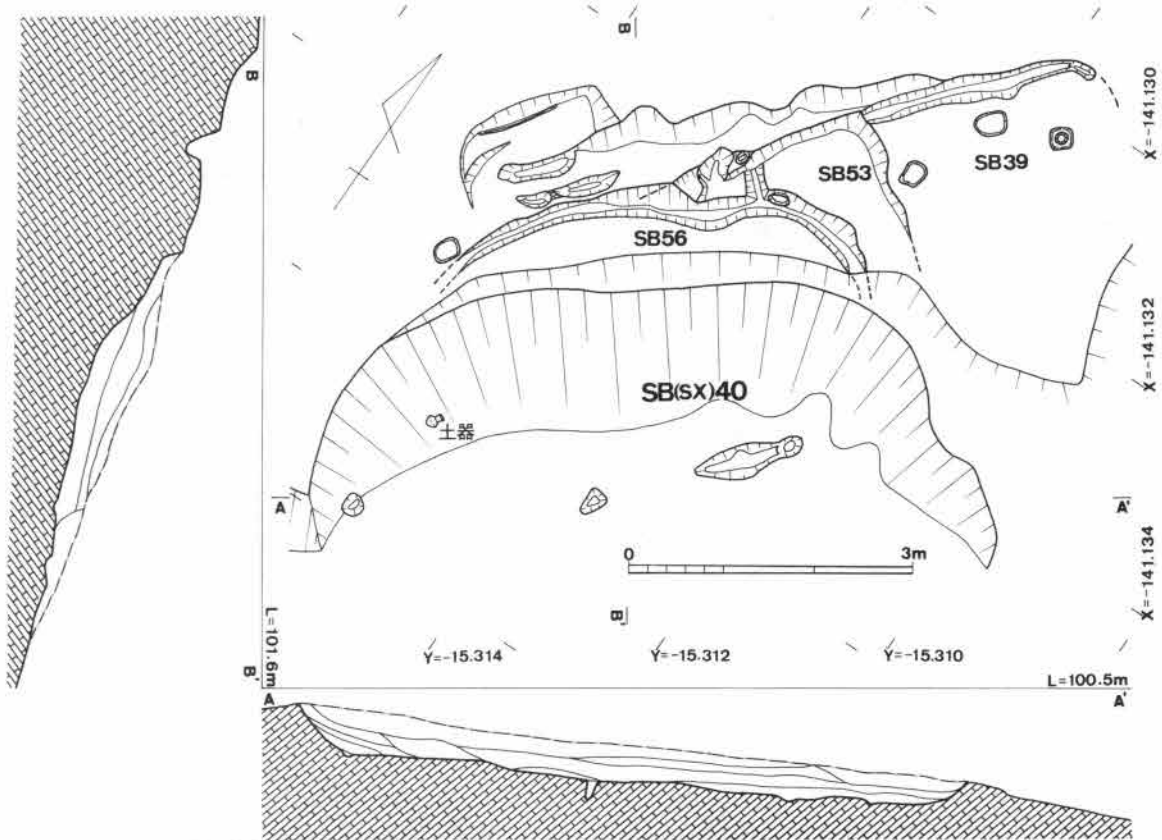 B
B
X=-141.130
SB39
SB53
SB56
X=-141.132
SB(SX)40
土器
A
A'
0
3m
X=-141.134
B'
L=101.6m
Y=-15.314
Y=-15.312
Y=-15.310
B'
L=100.5m
A
A'